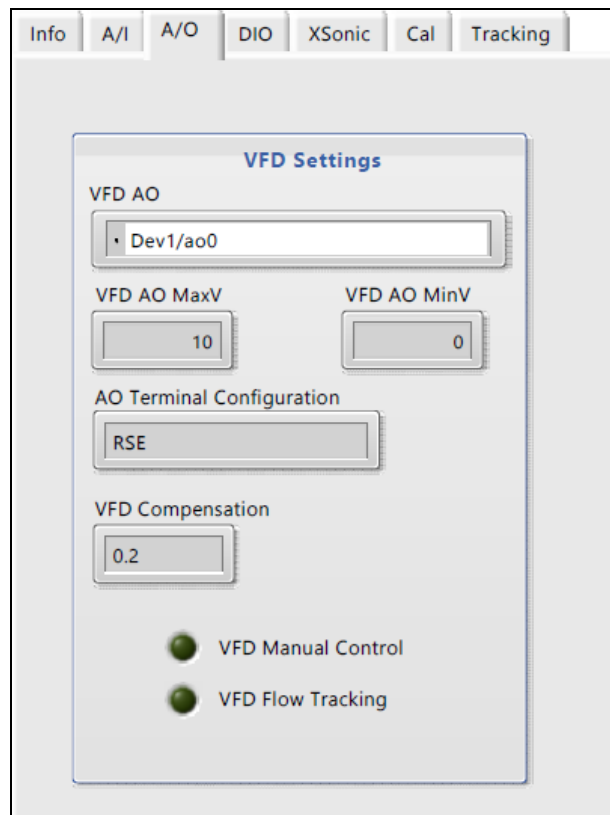 Info A/I A/O DIO XSonic Cal Tracking
VFD Settings
VFD AO
Dev1/ao0
VFD AO MaxV VFD AO MinV
10 0
AO Terminal Configuration
RSE
VFD Compensation
0.2
VFD Manual Control
VFD Flow Tracking